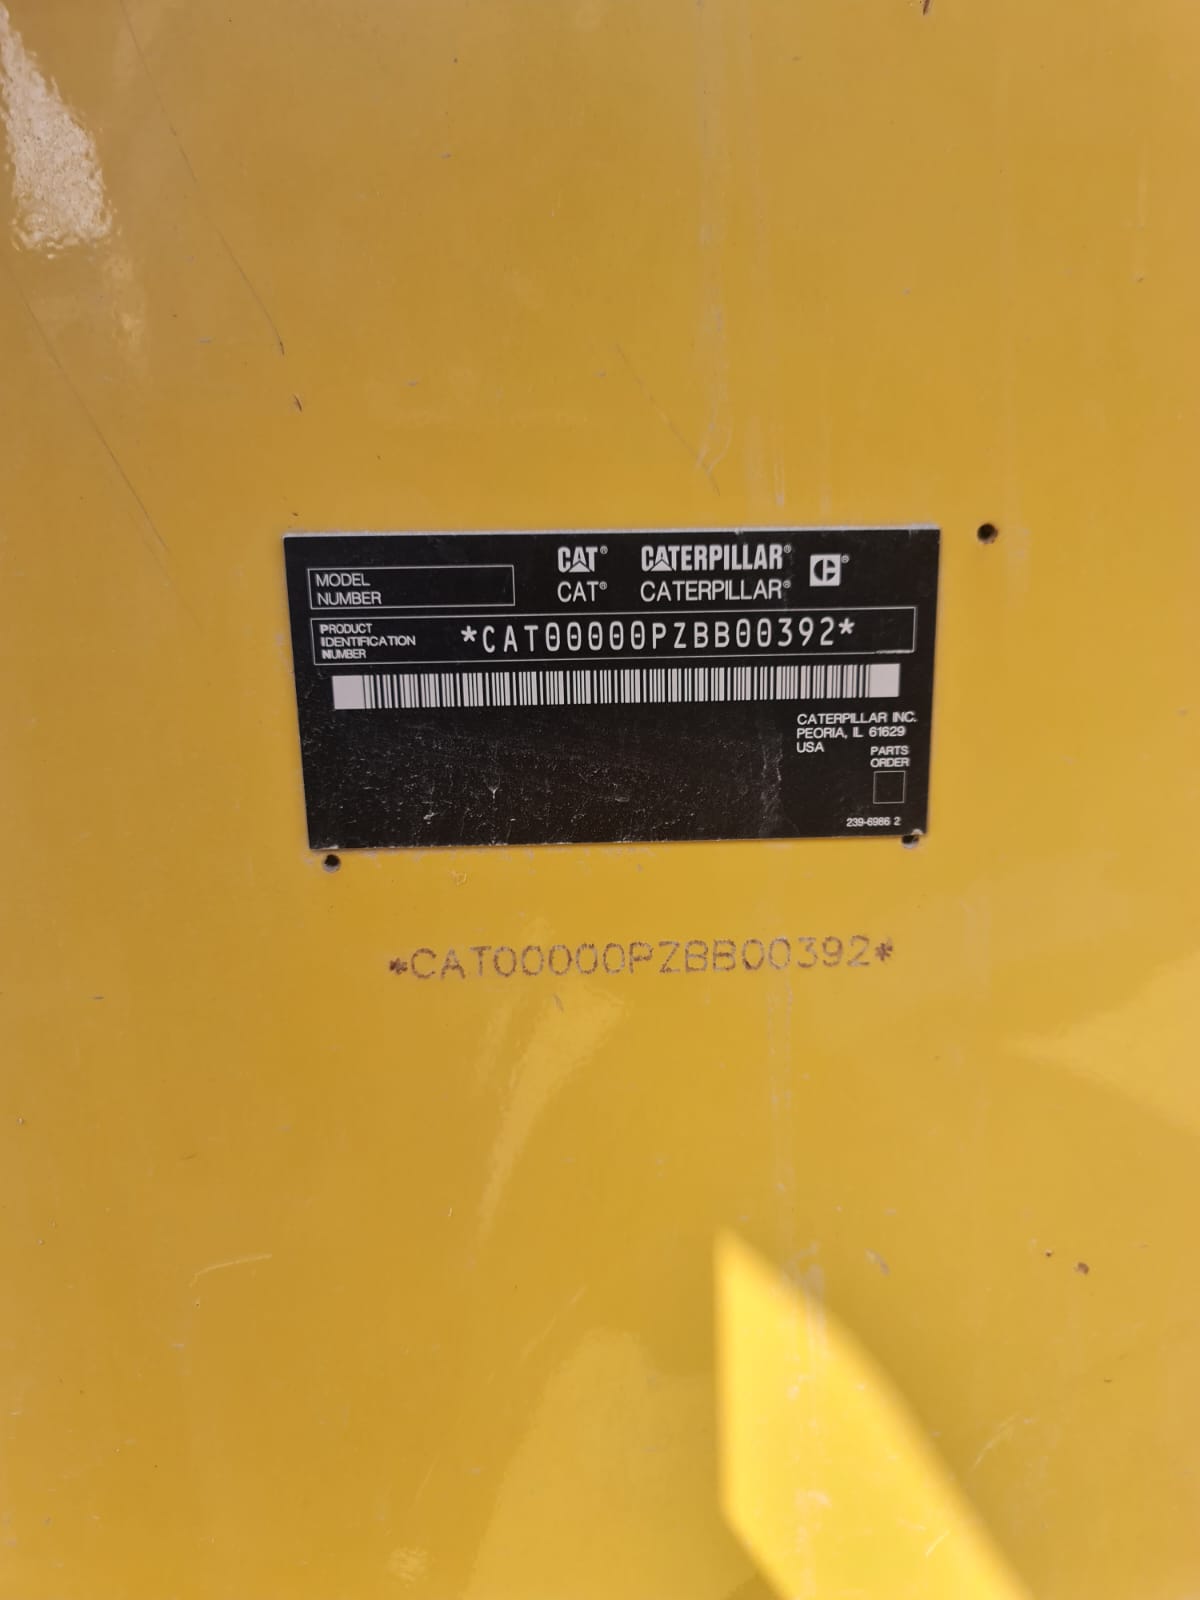 CAT® CATERPILLAR®
CAT® CATERPILLAR®
MODEL
NUMBER
PRODUCT
IDENTIFICATION
NUMBER
*CAT00000PZBB00392*
CATERPILLAR INC.
PEORIA, IL 61629
USA
PARTS
ORDER
239-6986 2
*CAT00000PZBB00392*